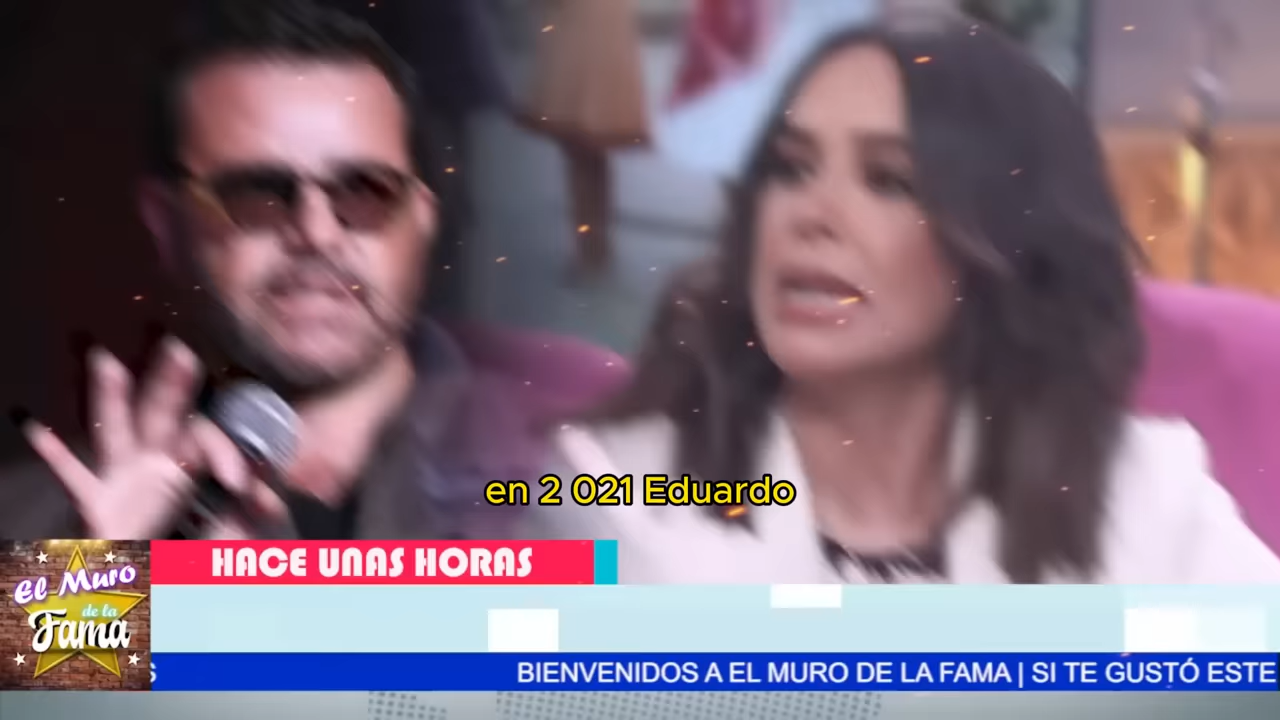 en 2 021 Eduardo
HACE UNAS HORAS
El Muro
de la
Fama
S
BIENVENIDOS A EL MURO DE LA FAMA | SI TE GUSTÓ ESTE